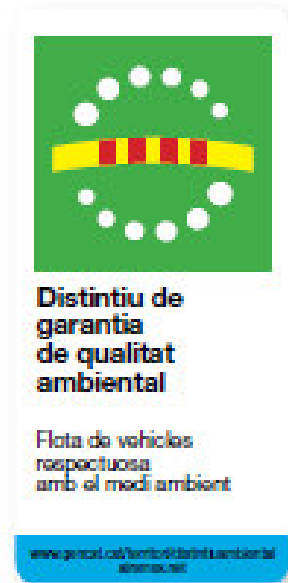 Distintiu de
garantia
de qualitat
ambiental
Flota de vehicles
respectuosa
amb el medi ambient
www.gencat.cat/territori/distintiuambiental